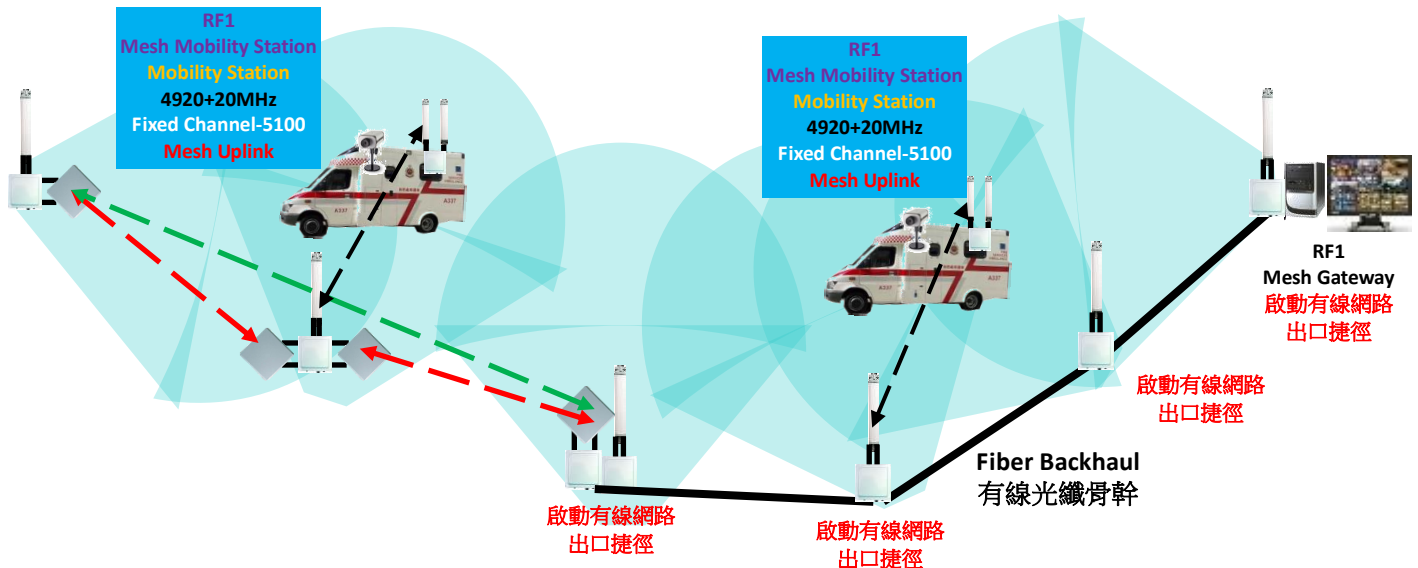 RF1
Mesh Mobility Station
Mobility Station
4920+20MHz
Fixed Channel-5100
Mesh Uplink
A337
RF1
Mesh Mobility Station
Mobility Station
4920+20MHz
Fixed Channel-5100
Mesh Uplink
A337
RF1
Mesh Gateway
啟動有線網路
出口捷徑
啟動有線網路
出口捷徑
Fiber Backhaul
有線光纖骨幹
啟動有線網路
出口捷徑
啟動有線網路
出口捷徑